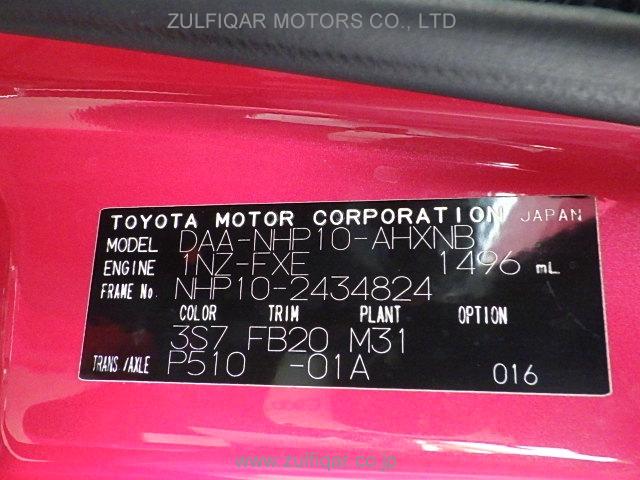 ZULFIQAR MOTORS CO., LTD
TOYOTA MOTOR CORPORATION JAPAN
MODEL DAA-NHP10-AHXNB
ENGINE 1NZ-FXE 1496 mL
FRAME No. NHP10-2434824
COLOR TRIM PLANT OPTION
3S7 FB20 M31
TRANS/AXLE P510 -01A 016
www.zulfiqar.co.jp